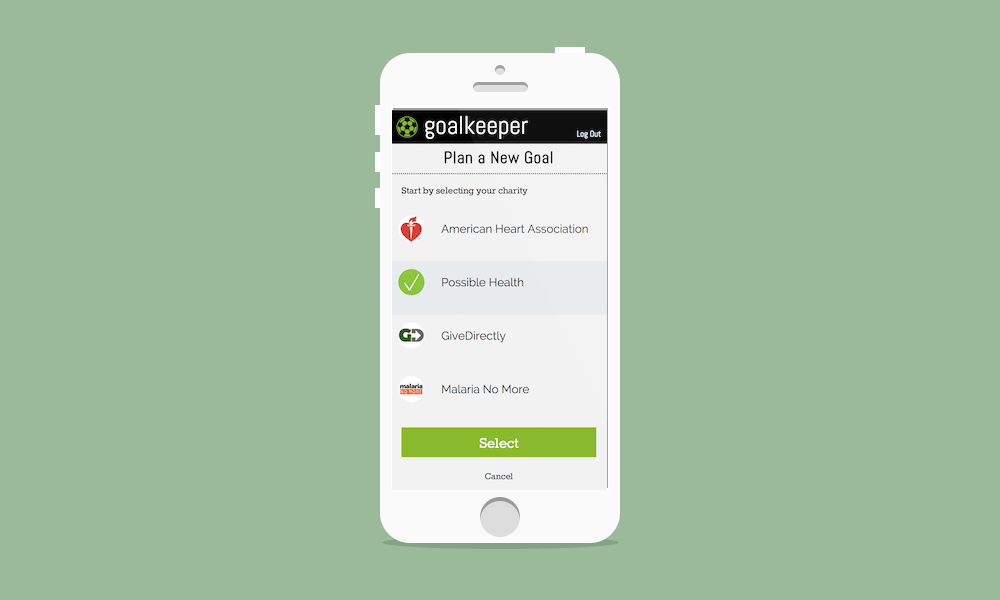 goalkeeper
Log Out
Plan a New Goal
Start by selecting your charity
American Heart Association
Possible Health
GiveDirectly
malaria
NO MORE
Malaria No More
Select
Cancel